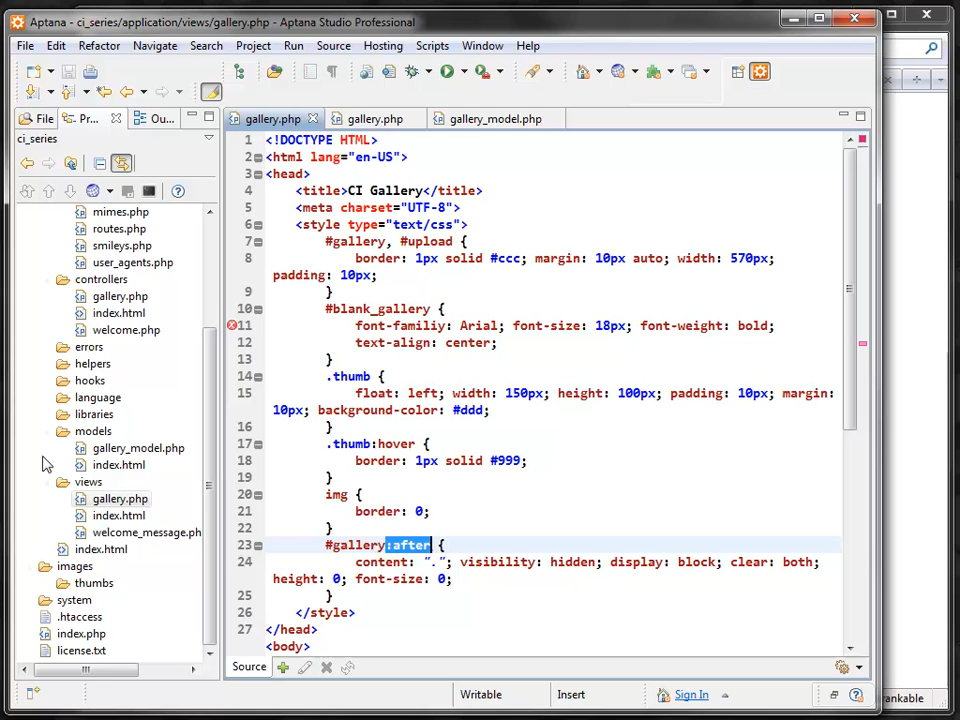 Aptana - ci_series/application/views/gallery.php - Aptana Studio Professional
File Edit Refactor Navigate Search Project Run Source Hosting Scripts Window Help
File Pr... Ou...
gallery.php gallery.php gallery_model.php
ci_series
mimes.php
routes.php
smileys.php
user_agents.php
controllers
gallery.php
index.html
welcome.php
errors
helpers
hooks
language
libraries
models
gallery_model.php
index.html
views
gallery.php
index.html
welcome_message.ph
index.html
images
thumbs
system
.htaccess
index.php
license.txt
1 <!DOCTYPE HTML>
2 <html lang="en-US">
3 <head>
4 <title>CI Gallery</title>
5 <meta charset="UTF-8">
6 <style type="text/css">
7 #gallery, #upload {
8 border: 1px solid #ccc; margin: 10px auto; width: 570px;
padding: 10px;
9 }
10 #blank_gallery {
11 font-familiy: Arial; font-size: 18px; font-weight: bold;
12 text-align: center;
13 }
14 .thumb {
15 float: left; width: 150px; height: 100px; padding: 10px; margin:
10px; background-color: #ddd;
16 }
17 .thumb:hover {
18 border: 1px solid #999;
19 }
20 img {
21 border: 0;
22 }
23 #gallery:after {
24 content: "."; visibility: hidden; display: block; clear: both;
height: 0; font-size: 0;
25 }
26 </style>
27 </head>
<body>
Source
Writable Insert Sign In
rankable